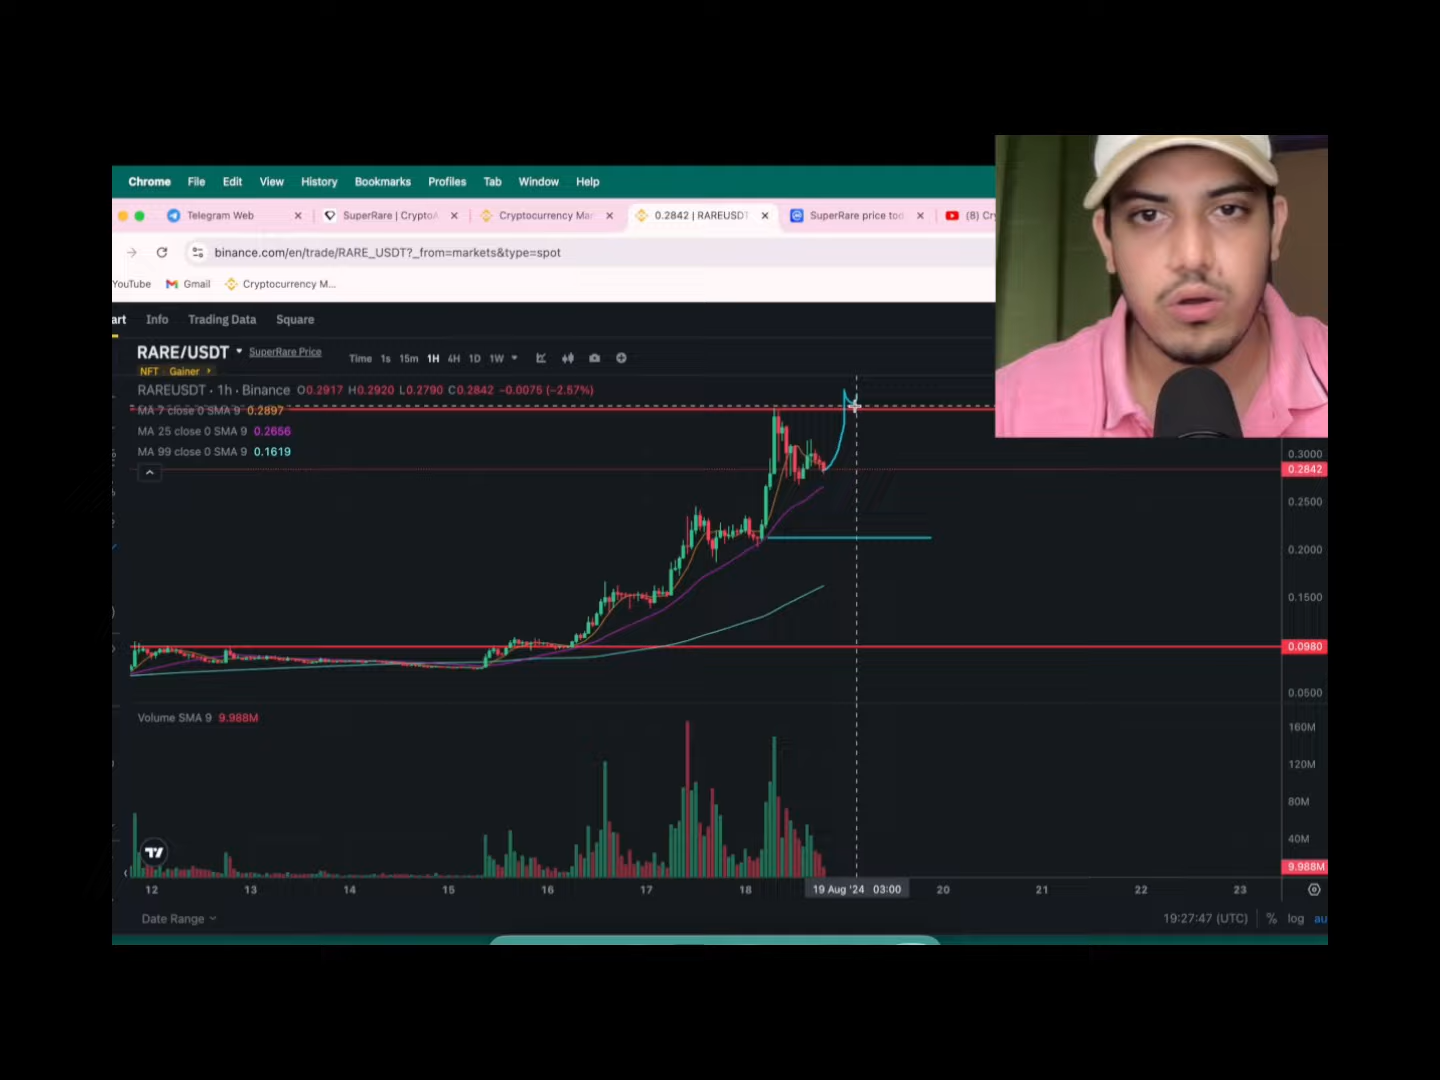 Chrome File Edit View History Bookmarks Profiles Tab Window Help
Telegram Web SuperRare | Crypto Cryptocurrency Mar 0.2842 | RAREUSDT SuperRare price tod (8) Cry
binance.com/en/trade/RARE_USDT?_from=markets&type=spot
YouTube Gmail Cryptocurrency M...
art Info Trading Data Square
RARE/USDT SuperRare Price Time 1s 15m 1H 4H 1D 1W
NFT Gainer
RAREUSDT · 1h · Binance O0.2917 H0.2920 L0.2790 C0.2842 −0.0075 (−2.57%)
MA 7 close 0 SMA 9 0.2897
MA 25 close 0 SMA 9 0.2656
MA 99 close 0 SMA 9 0.1619
0.3000
0.2842
0.2500
0.2000
0.1500
0.0980
0.0500
Volume SMA 9 9.988M
160M
120M
80M
40M
9.988M
12 13 14 15 16 17 18 19 Aug '24 03:00 20 21 22 23
Date Range 19:27:47 (UTC) % log au